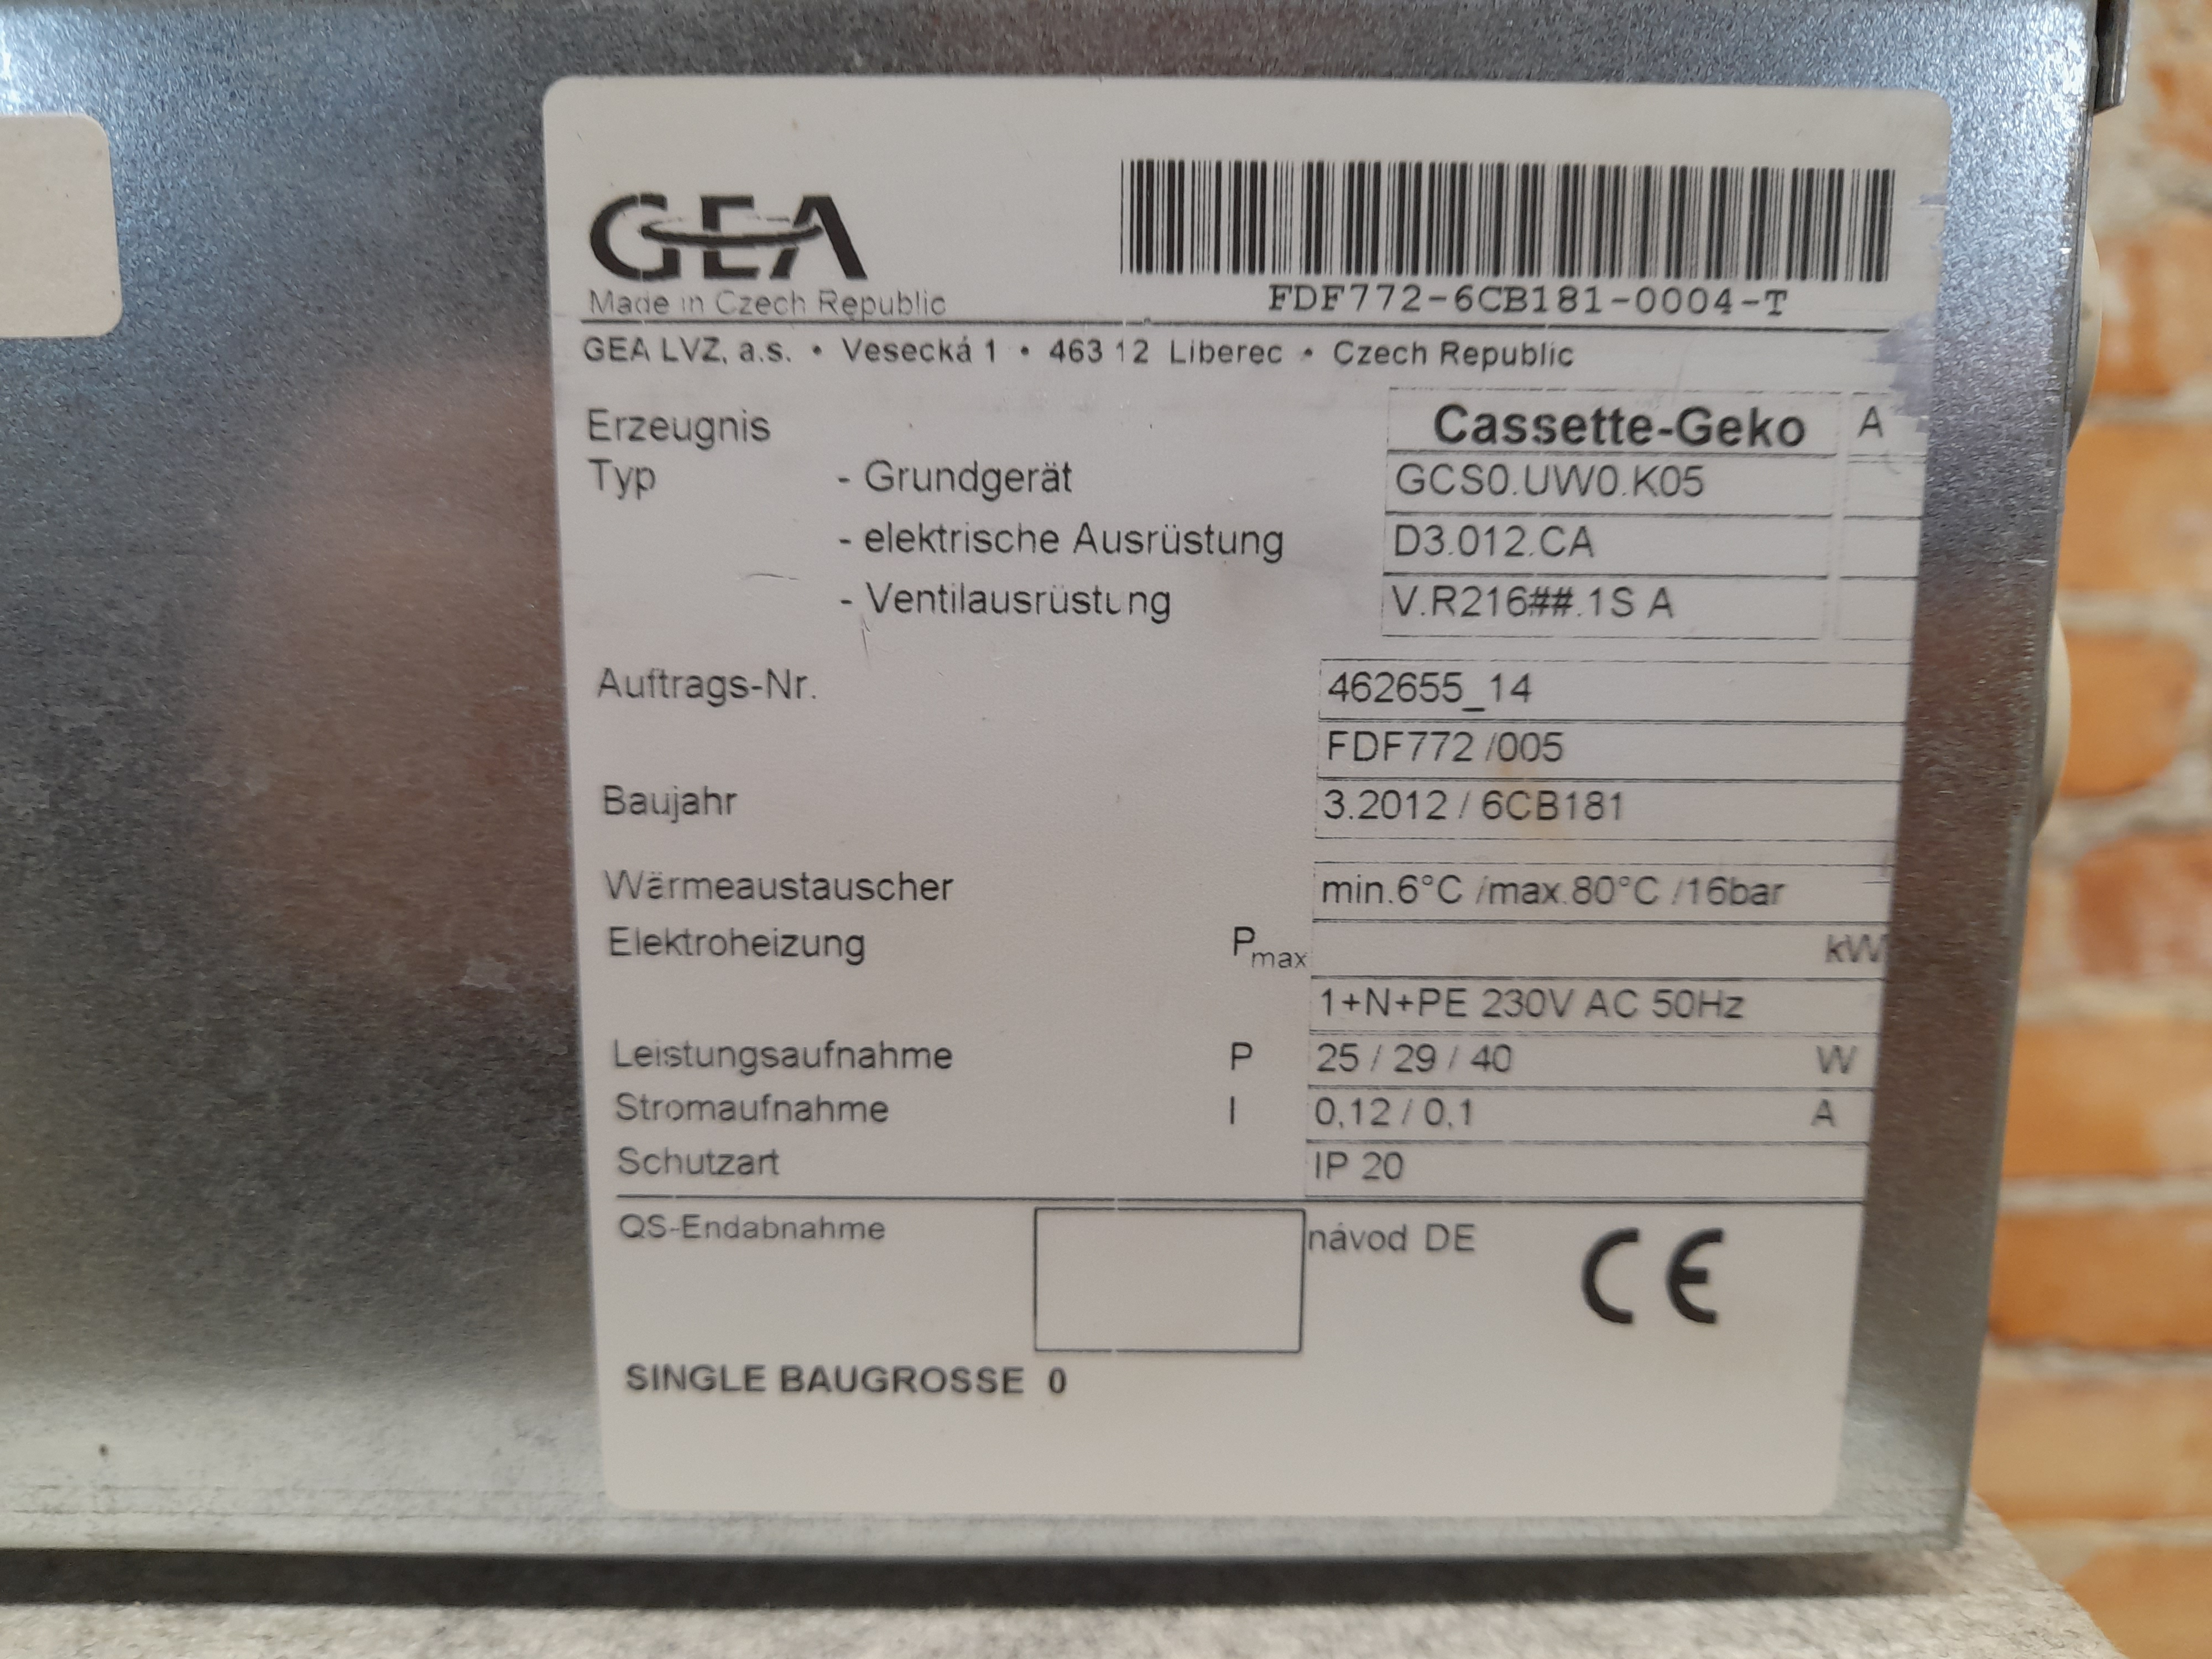 GEA
Made in Czech Republic
FDF772-6CB181-0004-T
GEA LVZ, a.s. • Vesecká 1 • 463 12 Liberec • Czech Republic
Erzeugnis Cassette-Geko A
Typ - Grundgerät GCS0.UW0.K05
- elektrische Ausrüstung D3.012.CA
- Ventilausrüstung V.R216##.1S A
Auftrags-Nr. 462655_14
FDF772 /005
Baujahr 3.2012 / 6CB181
Wärmeaustauscher min.6°C /max.80°C /16bar
Elektroheizung Pmax kW
1+N+PE 230V AC 50Hz
Leistungsaufnahme P 25 / 29 / 40 W
Stromaufnahme I 0,12 / 0,1 A
Schutzart IP 20
QS-Endabnahme návod DE CE
SINGLE BAUGROSSE 0